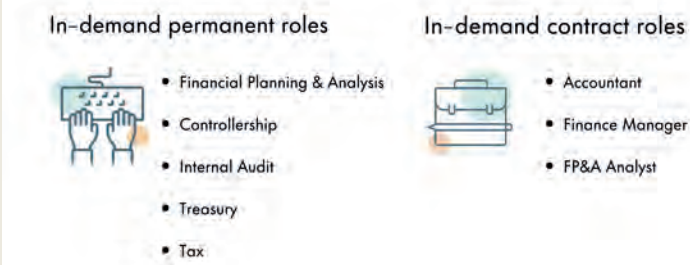 In-demand permanent roles
• Financial Planning & Analysis
• Controllership
• Internal Audit
• Treasury
• Tax
In-demand contract roles
• Accountant
• Finance Manager
• FP&A Analyst